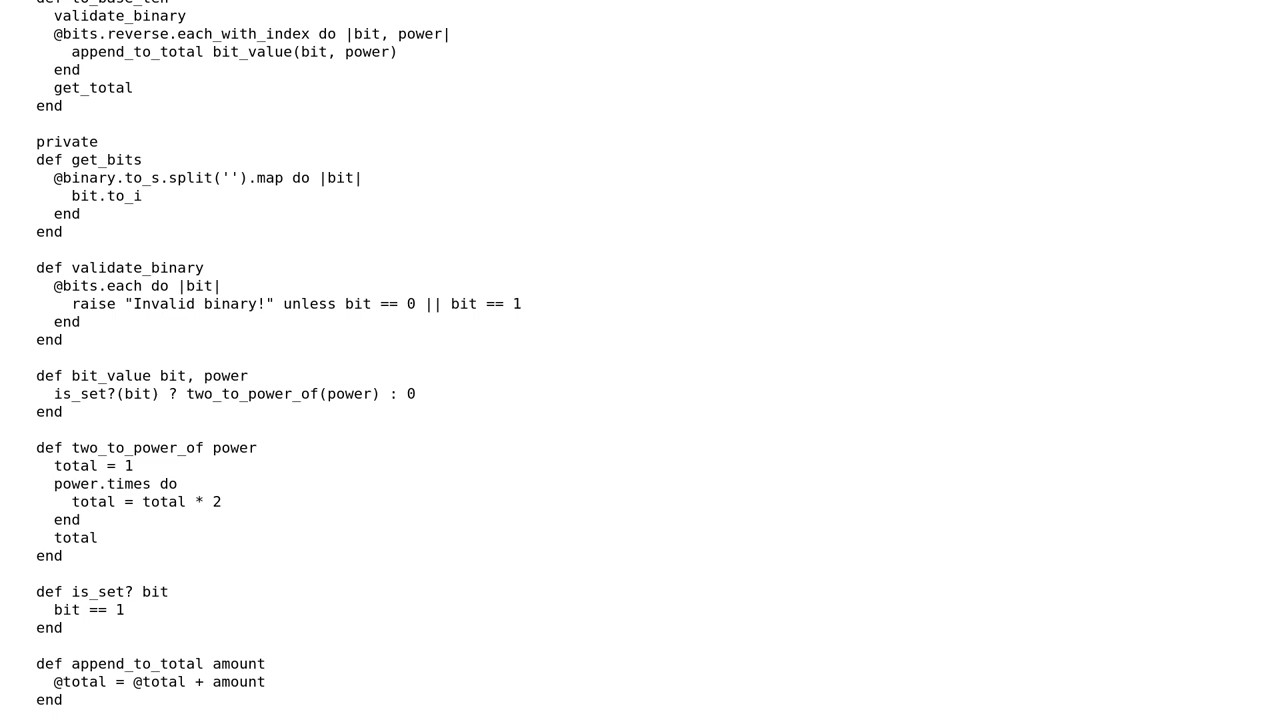 def to_base_ten
  validate_binary
  @bits.reverse.each_with_index do |bit, power|
    append_to_total bit_value(bit, power)
  end
  get_total
end

private
def get_bits
  @binary.to_s.split('').map do |bit|
    bit.to_i
  end
end

def validate_binary
  @bits.each do |bit|
    raise "Invalid binary!" unless bit == 0 || bit == 1
  end
end

def bit_value bit, power
  is_set?(bit) ? two_to_power_of(power) : 0
end

def two_to_power_of power
  total = 1
  power.times do
    total = total * 2
  end
  total
end

def is_set? bit
  bit == 1
end

def append_to_total amount
  @total = @total + amount
end